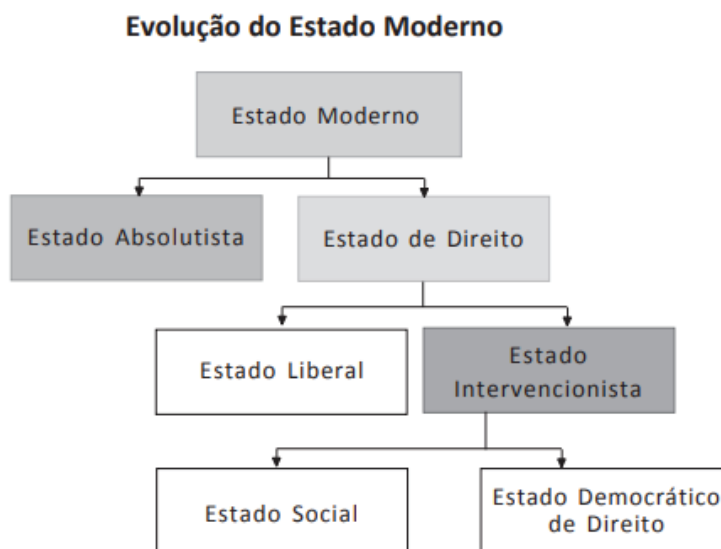 Evolução do Estado Moderno
Estado Moderno
Estado Absolutista
Estado de Direito
Estado Liberal
Estado
Intervencionista
Estado Social
Estado Democrático
de Direito